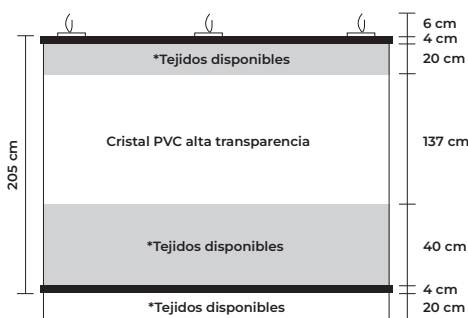 6 cm
4 cm
*Tejidos disponibles
20 cm
Cristal PVC alta transparencia
137 cm
205 cm
*Tejidos disponibles
40 cm
4 cm
*Tejidos disponibles
20 cm